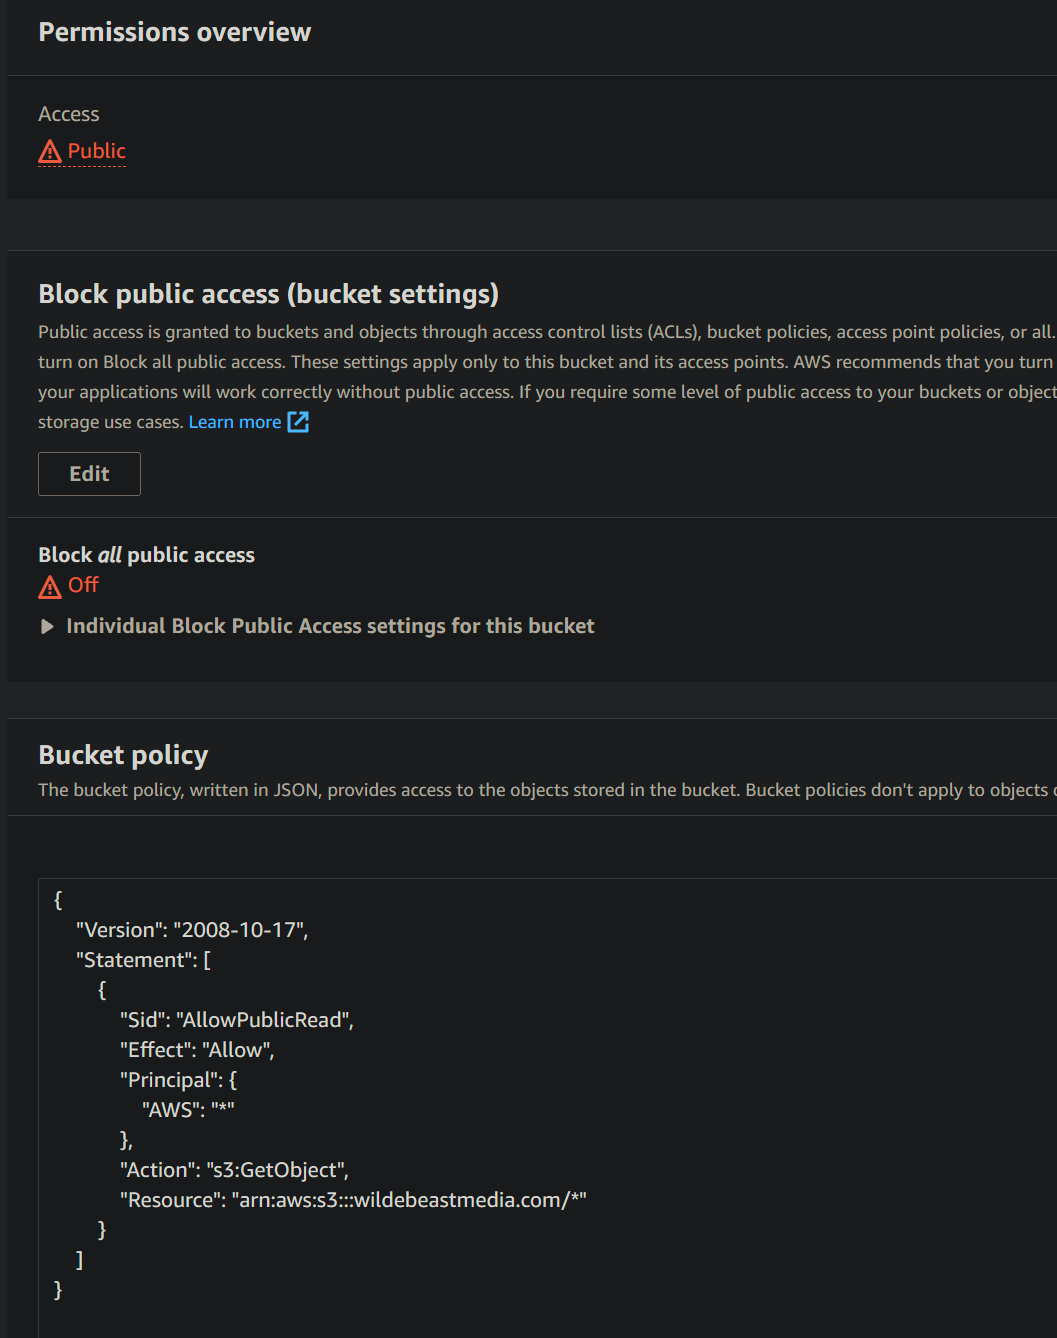 Permissions overview
Access
Public
Block public access (bucket settings)
Public access is granted to buckets and objects through access control lists (ACLs), bucket policies, access point policies, or all.
turn on Block all public access. These settings apply only to this bucket and its access points. AWS recommends that you turn
your applications will work correctly without public access. If you require some level of public access to your buckets or object
storage use cases. Learn more
Edit
Block all public access
Off
Individual Block Public Access settings for this bucket
Bucket policy
The bucket policy, written in JSON, provides access to the objects stored in the bucket. Bucket policies don't apply to objects
{
"Version": "2008-10-17",
"Statement": [
{
"Sid": "AllowPublicRead",
"Effect": "Allow",
"Principal": {
"AWS": "*"
},
"Action": "s3:GetObject",
"Resource": "arn:aws:s3:::wildebeastmedia.com/*"
}
]
}